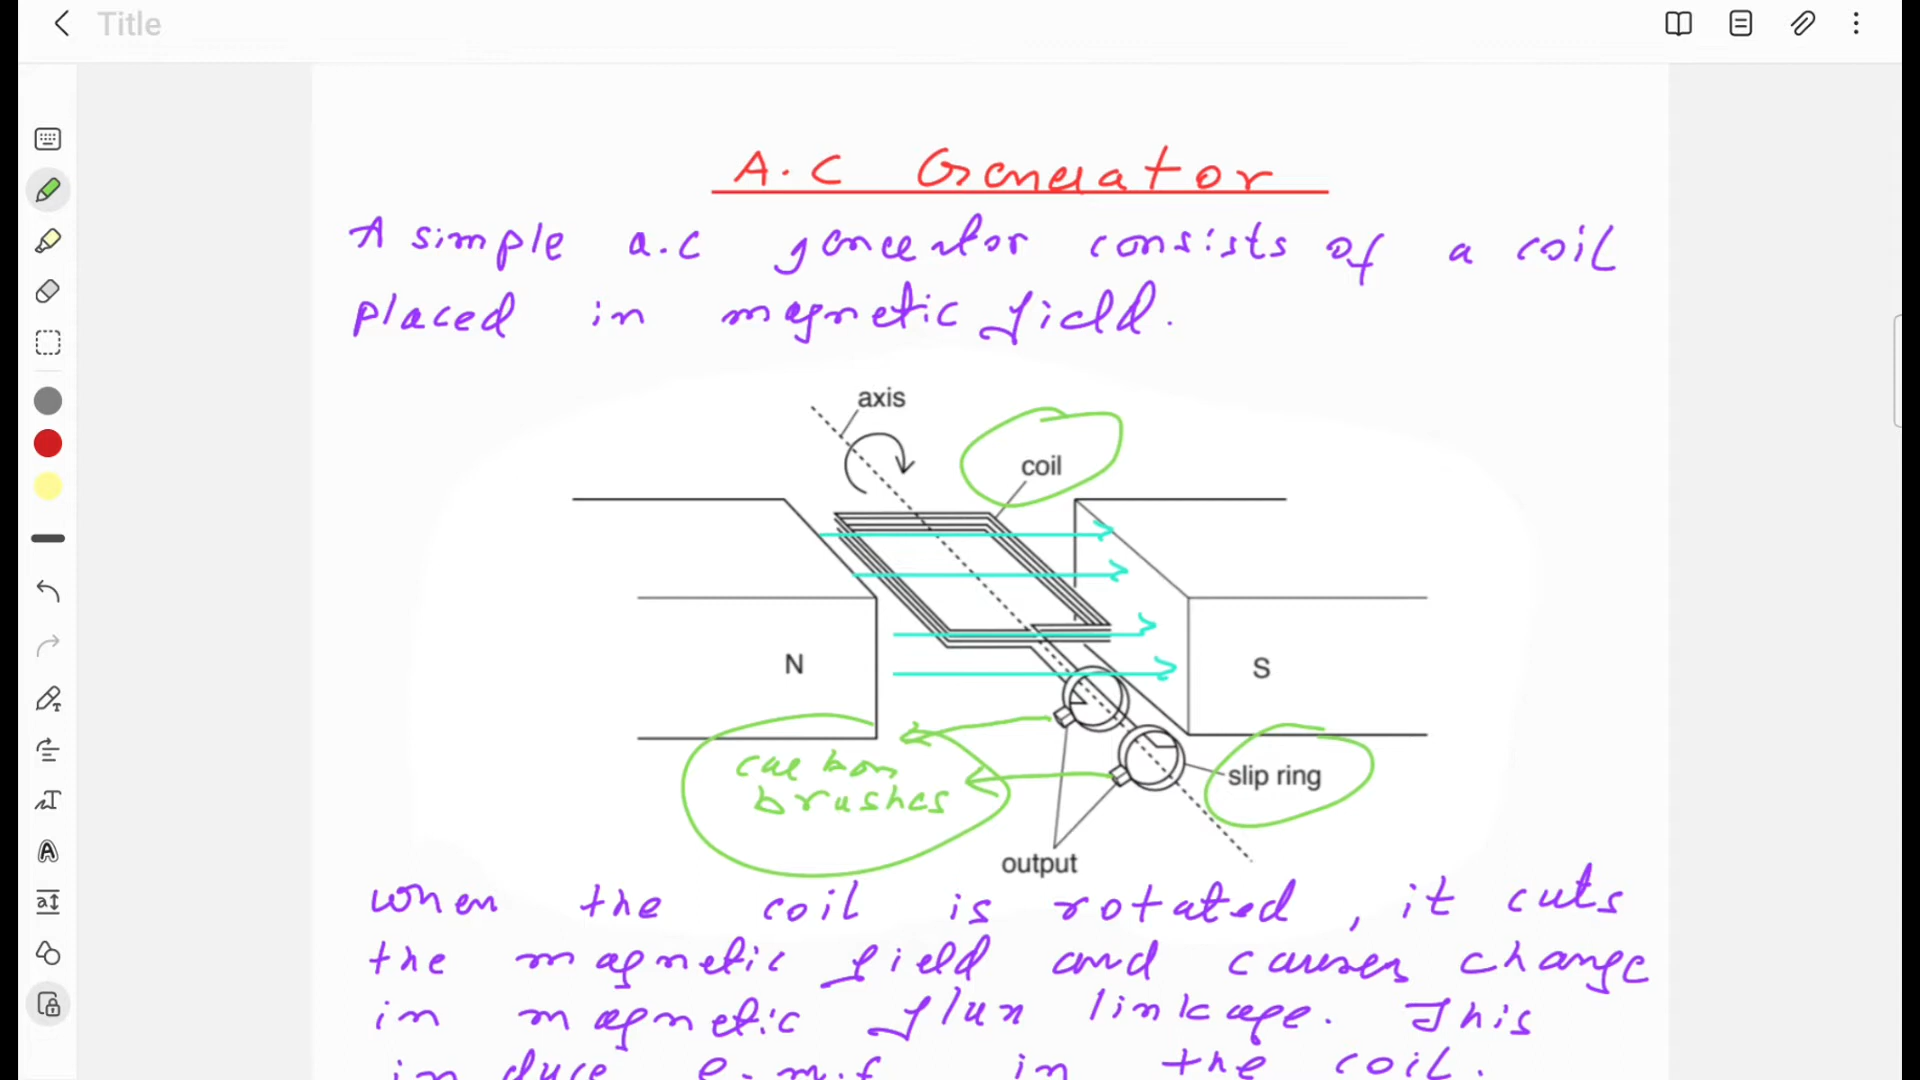 Title
A.C Generator
A simple a.c generator consists of a coil
placed in magnetic field.
axis
coil
N
S
carbon
brushes
slip ring
output
When the coil is rotated, it cuts
the magnetic field and causes change
in magnetic flux linkage. This
induce e.m.f in the coil.